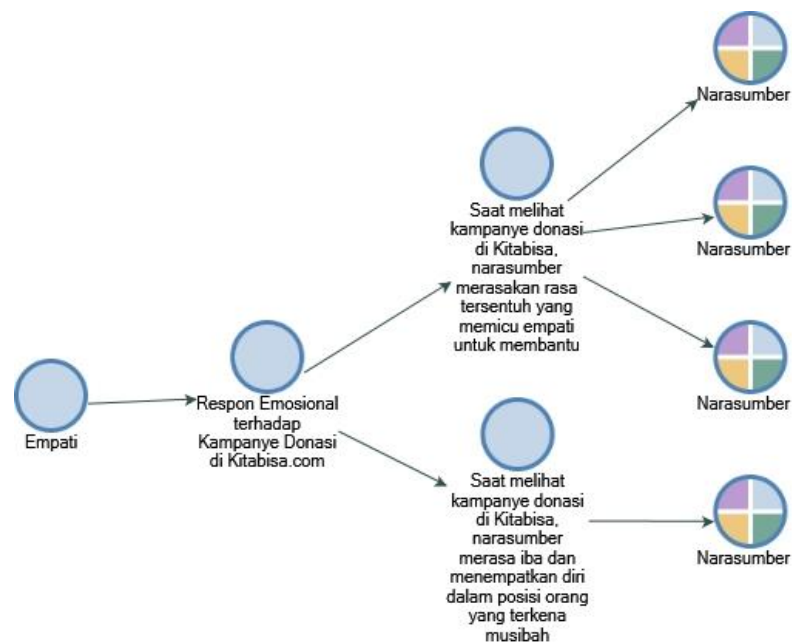 Empati
Respon Emosional
terhadap
Kampanye Donasi
di Kitabisa.com
Saat melihat
kampanye donasi
di Kitabisa,
narasumber
merasakan rasa
tersentuh yang
memicu empati
untuk membantu
Saat melihat
kampanye donasi
di Kitabisa,
narasumber
merasa iba dan
menempatkan diri
dalam posisi orang
yang terkena
musibah
Narasumber
Narasumber
Narasumber
Narasumber